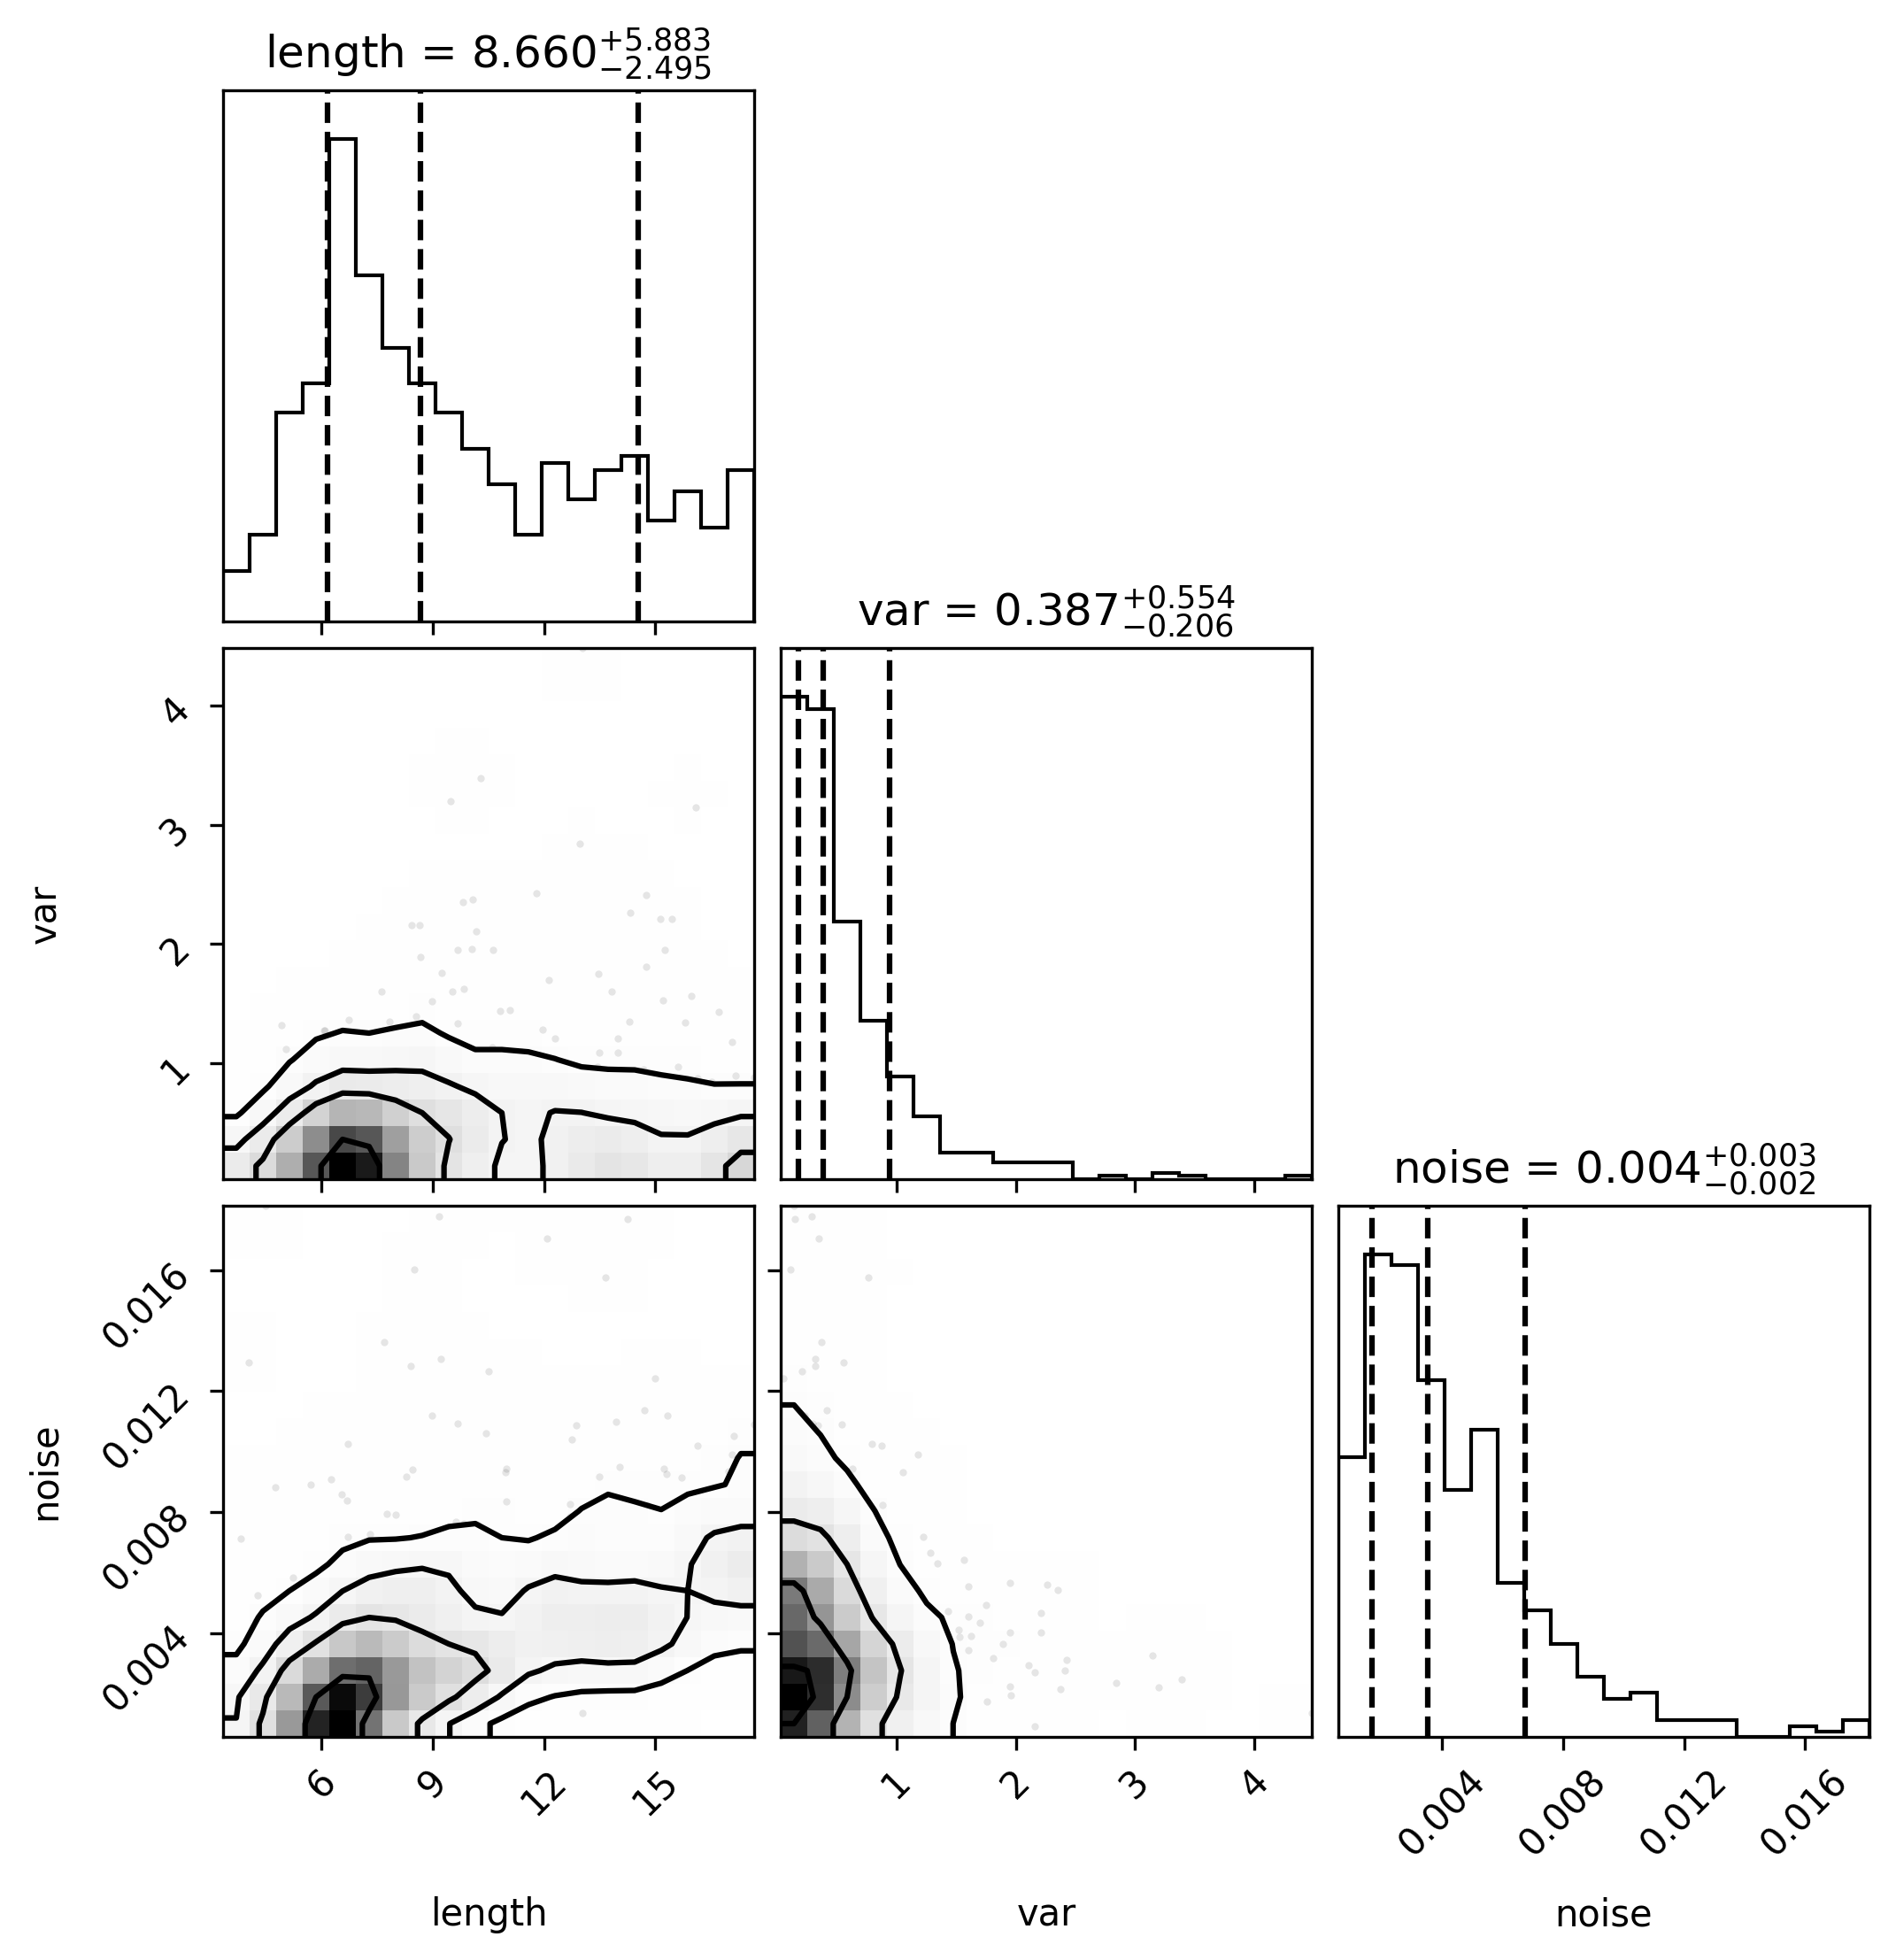 length = 8.660+5.883−2.495
var = 0.387+0.554−0.206
4
3
2
1
var
noise = 0.004+0.003−0.002
0.016
0.012
0.008
0.004
noise
6 9 12 15
1 2 3 4
0.004 0.008 0.012 0.016
length
var
noise